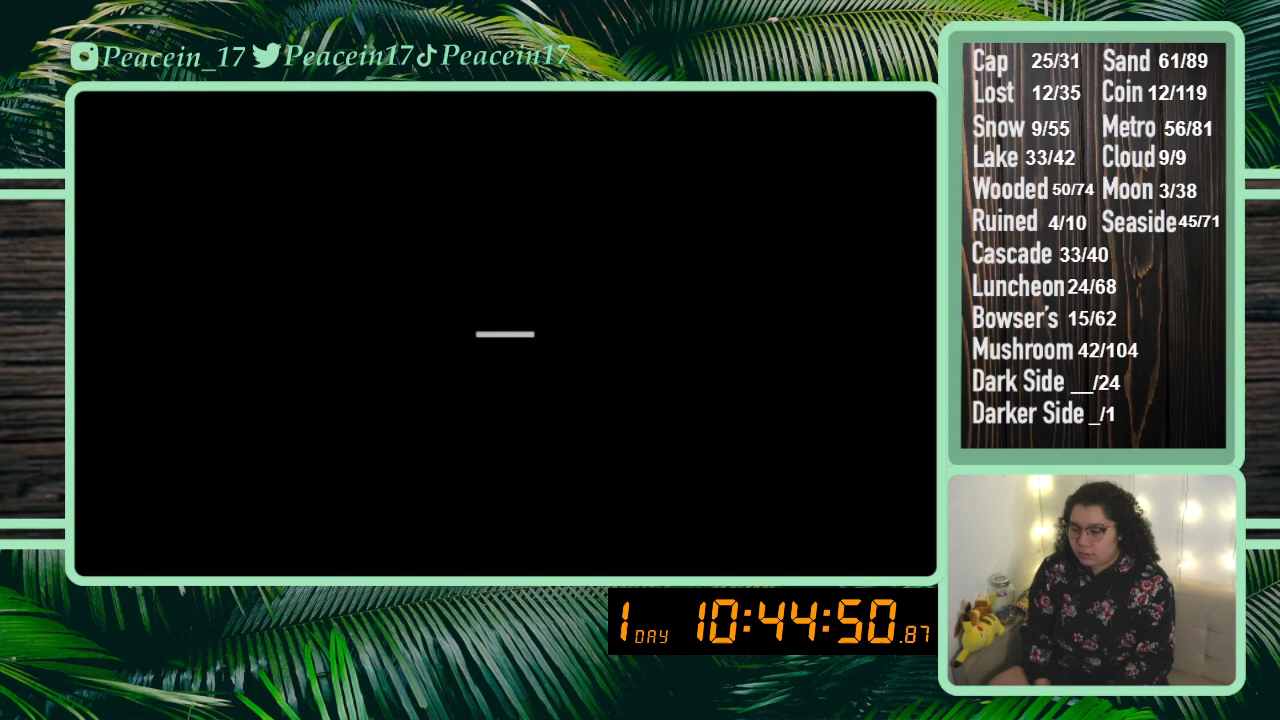 Peacein_17 Peacein17 Peacein17
Cap 25/31 Sand 61/89
Lost 12/35 Coin 12/119
Snow 9/55 Metro 56/81
Lake 33/42 Cloud 9/9
Wooded 50/74 Moon 3/38
Ruined 4/10 Seaside 45/71
Cascade 33/40
Luncheon 24/68
Bowser's 15/62
Mushroom 42/104
Dark Side __/24
Darker Side _/1
1 DAY 10:44:50.87